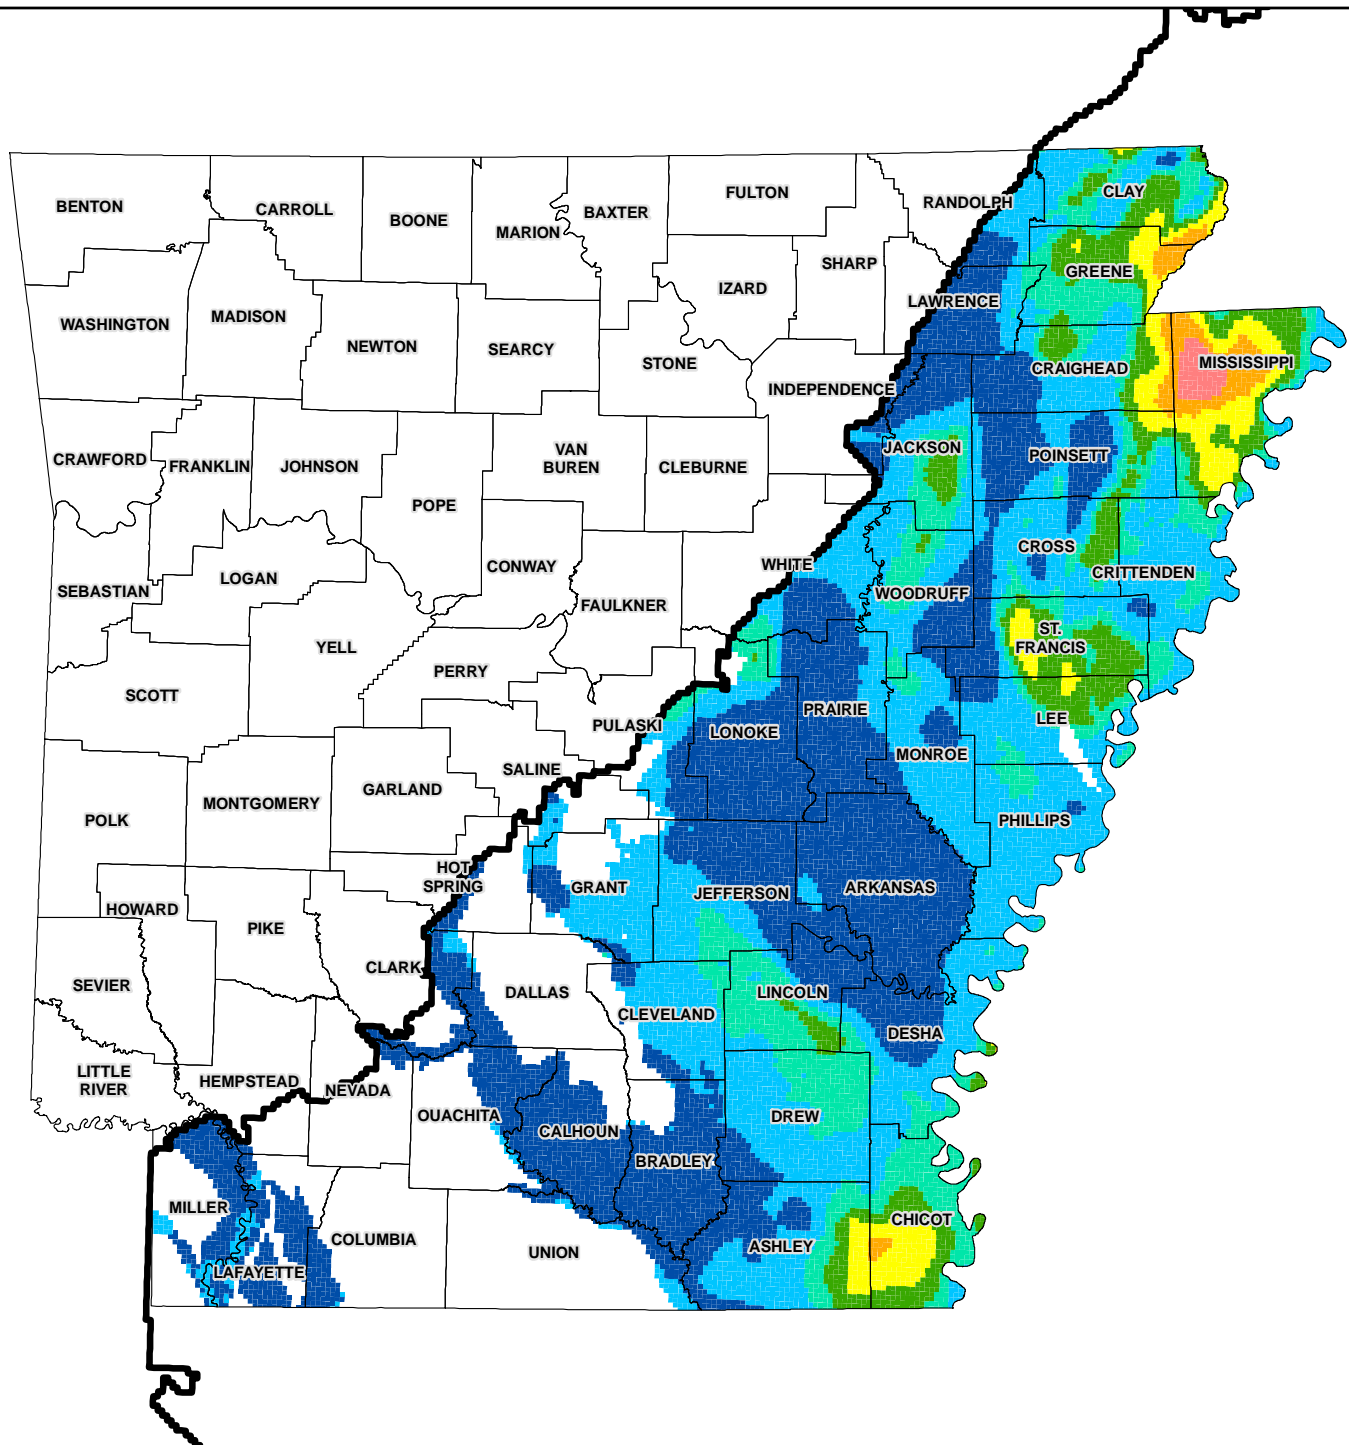 BENTON
CARROLL
BOONE
MARION
BAXTER
FULTON
RANDOLPH
CLAY
WASHINGTON
MADISON
NEWTON
SEARCY
STONE
IZARD
SHARP
LAWRENCE
GREENE
INDEPENDENCE
CRAIGHEAD
MISSISSIPPI
CRAWFORD
FRANKLIN
JOHNSON
POPE
VAN
BUREN
CLEBURNE
JACKSON
POINSETT
SEBASTIAN
LOGAN
CONWAY
FAULKNER
WHITE
WOODRUFF
CROSS
CRITTENDEN
SCOTT
YELL
PERRY
PULASKI
LONOKE
PRAIRIE
MONROE
ST.
FRANCIS
LEE
POLK
MONTGOMERY
GARLAND
SALINE
PHILLIPS
HOT
SPRING
GRANT
JEFFERSON
ARKANSAS
HOWARD
PIKE
CLARK
DALLAS
CLEVELAND
LINCOLN
DESHA
SEVIER
LITTLE
RIVER
HEMPSTEAD
NEVADA
OUACHITA
CALHOUN
BRADLEY
DREW
MILLER
LAFAYETTE
COLUMBIA
UNION
ASHLEY
CHICOT